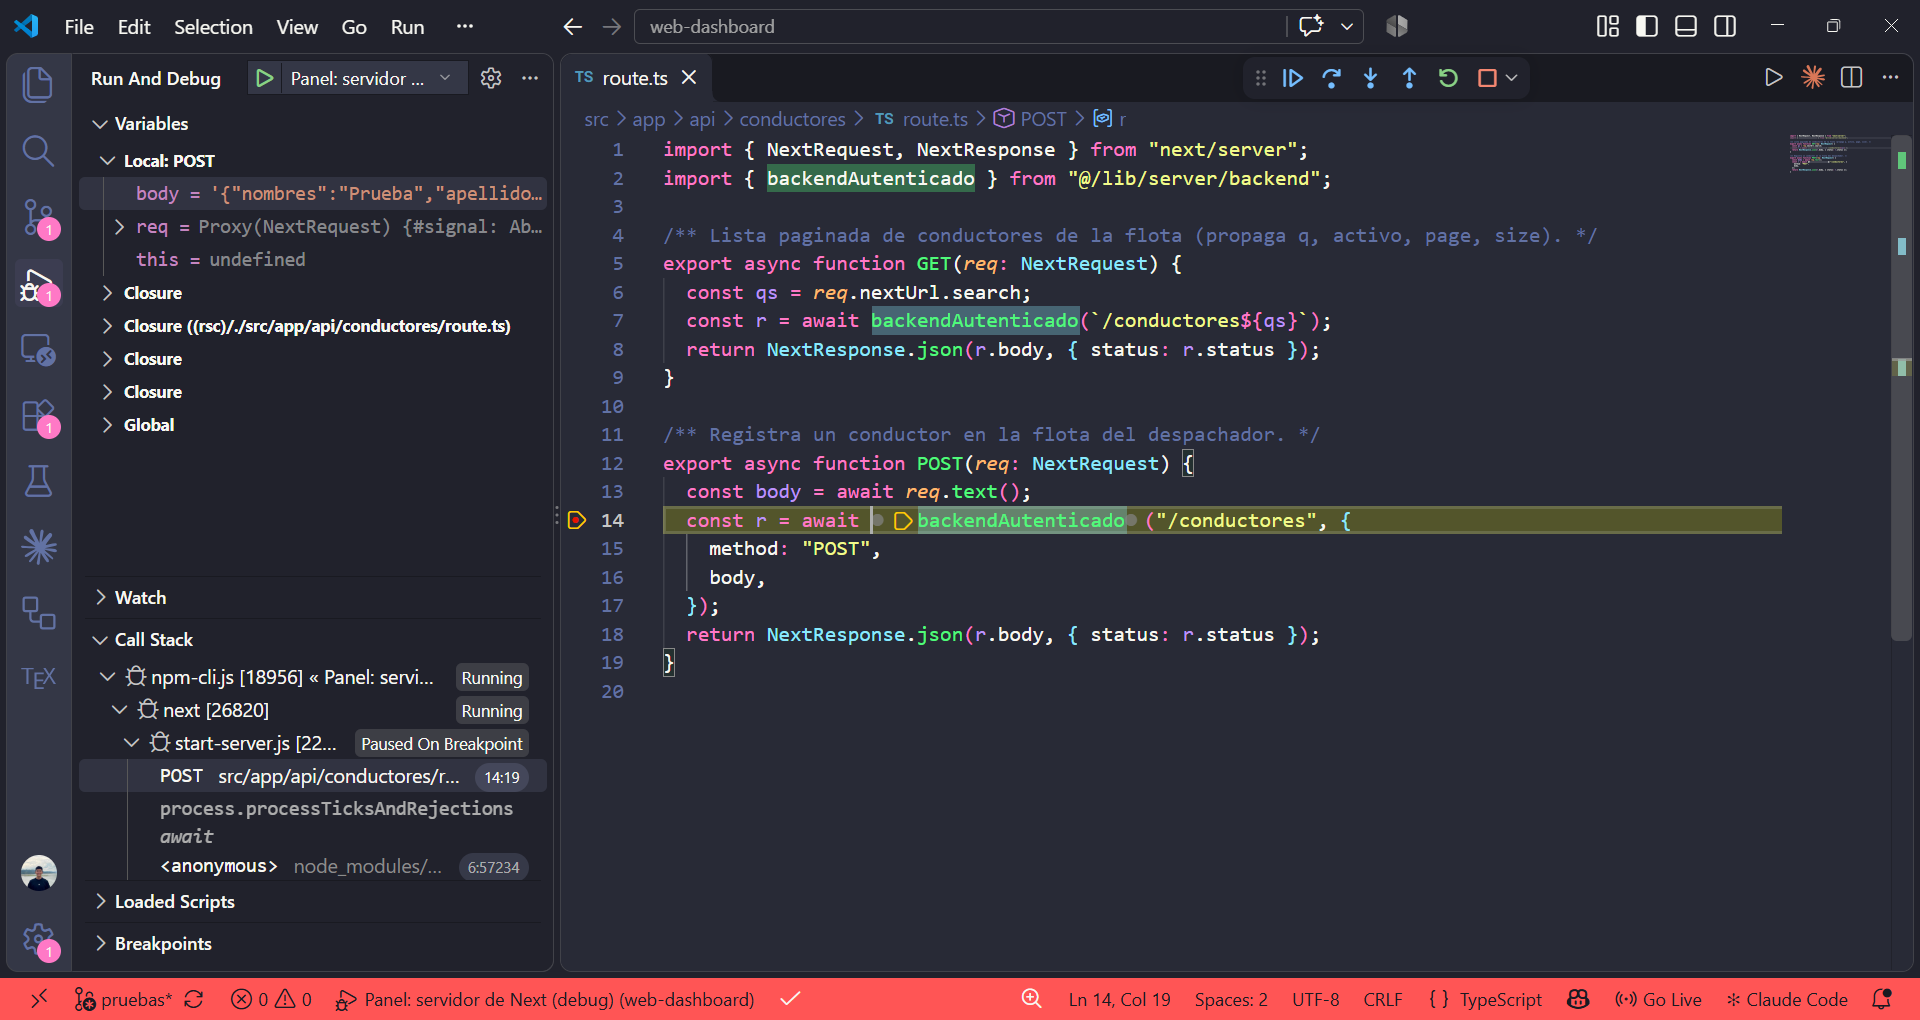 File Edit Selection View Go Run ···
web-dashboard
Run And Debug
Panel: servidor ...
Variables
Local: POST
body = '{"nombres":"Prueba","apellido...
req = Proxy(NextRequest) {#signal: Ab...
this = undefined
Closure
Closure ((rsc)/./src/app/api/conductores/route.ts)
Closure
Closure
Global
Watch
Call Stack
npm-cli.js [18956] « Panel: servi... Running
next [26820] Running
start-server.js [22... Paused On Breakpoint
POST src/app/api/conductores/r... 14:19
process.processTicksAndRejections
await
<anonymous> node_modules/... 6:57234
Loaded Scripts
Breakpoints
1
1
1
1
TEX
TS route.ts
src > app > api > conductores > TS route.ts > POST > r
1 import { NextRequest, NextResponse } from "next/server";
2 import { backendAutenticado } from "@/lib/server/backend";
3
4 /** Lista paginada de conductores de la flota (propaga q, activo, page, size). */
5 export async function GET(req: NextRequest) {
6 const qs = req.nextUrl.search;
7 const r = await backendAutenticado(`/conductores${qs}`);
8 return NextResponse.json(r.body, { status: r.status });
9 }
10
11 /** Registra un conductor en la flota del despachador. */
12 export async function POST(req: NextRequest) {
13 const body = await req.text();
14 const r = await backendAutenticado("/conductores", {
15 method: "POST",
16 body,
17 });
18 return NextResponse.json(r.body, { status: r.status });
19 }
20
pruebas* 0 0 Panel: servidor de Next (debug) (web-dashboard) Ln 14, Col 19 Spaces: 2 UTF-8 CRLF { } TypeScript Go Live Claude Code